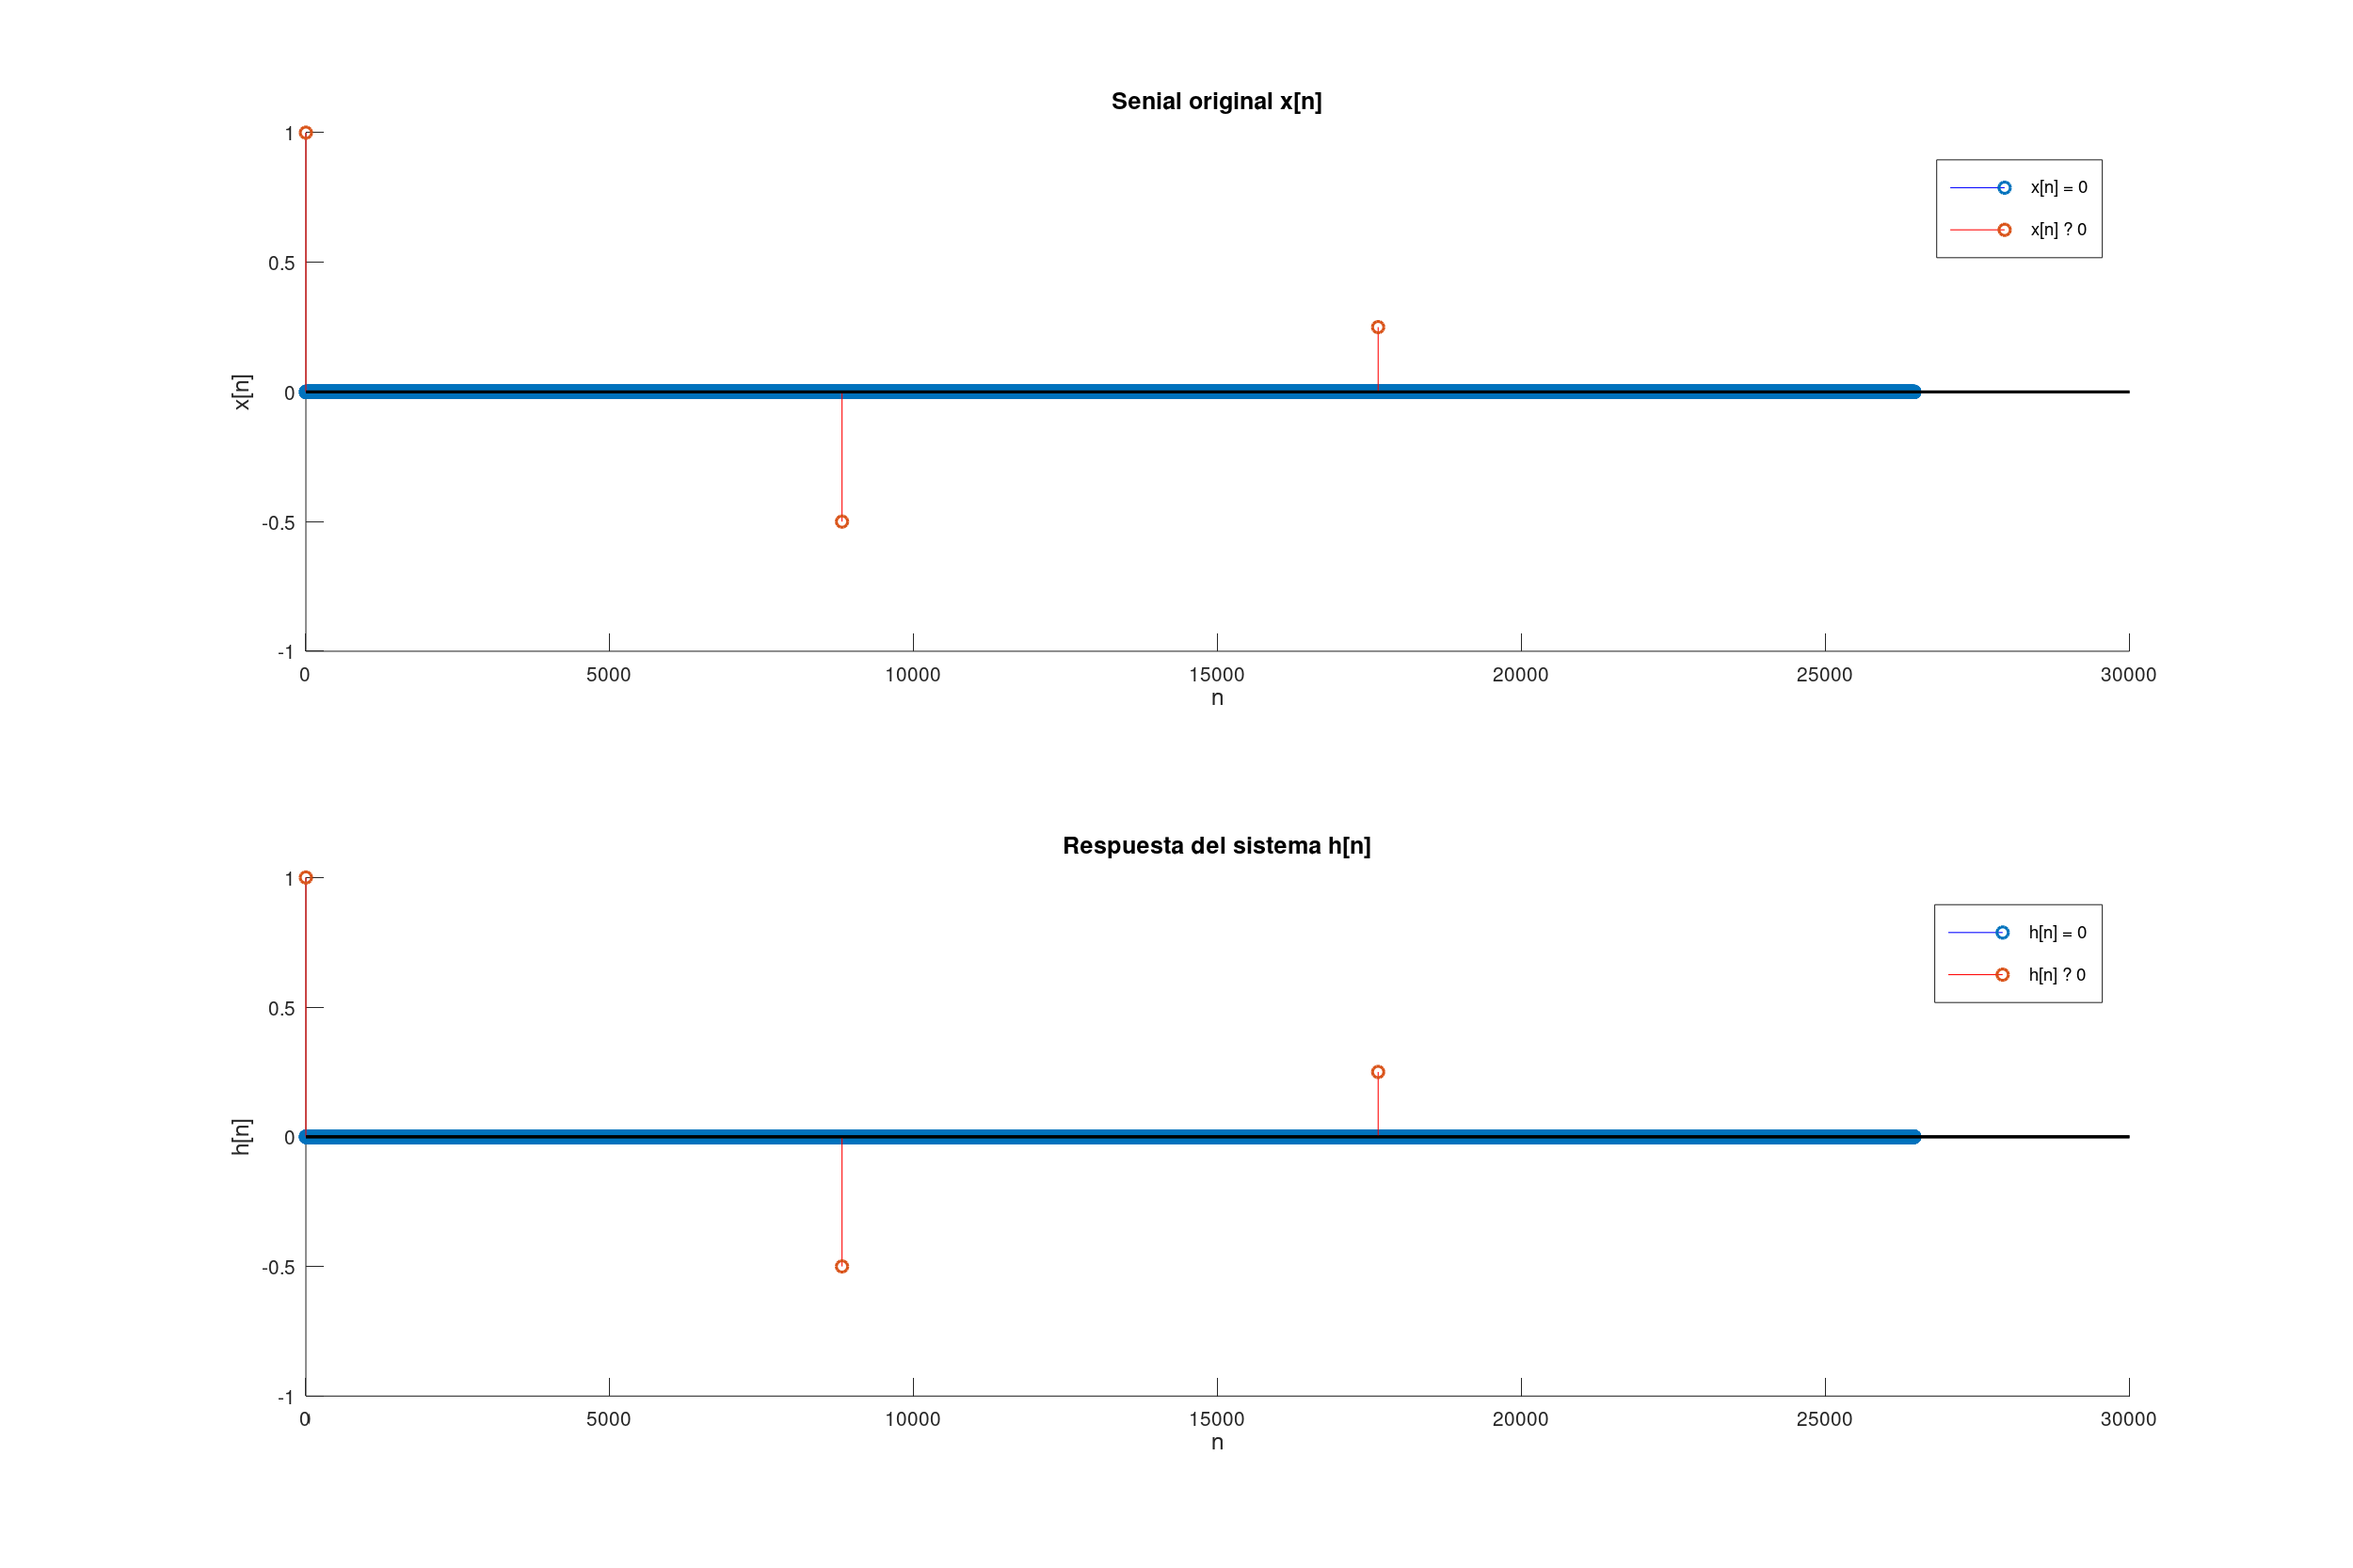 Senial original x[n]
1
0.5
0
-0.5
-1
x[n]
x[n] = 0
x[n] ? 0
0 5000 10000 15000 20000 25000 30000
n
Respuesta del sistema h[n]
1
0.5
0
-0.5
-1
h[n]
h[n] = 0
h[n] ? 0
0 5000 10000 15000 20000 25000 30000
n